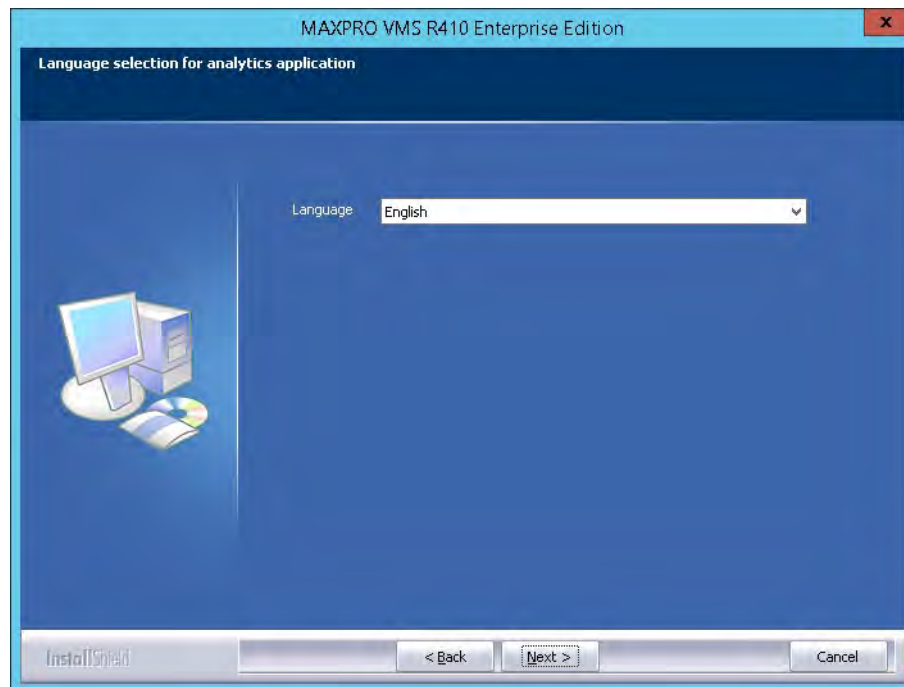 MAXPRO VMS R410 Enterprise Edition
x
Language selection for analytics application
Language English
InstallShield
< Back Next > Cancel